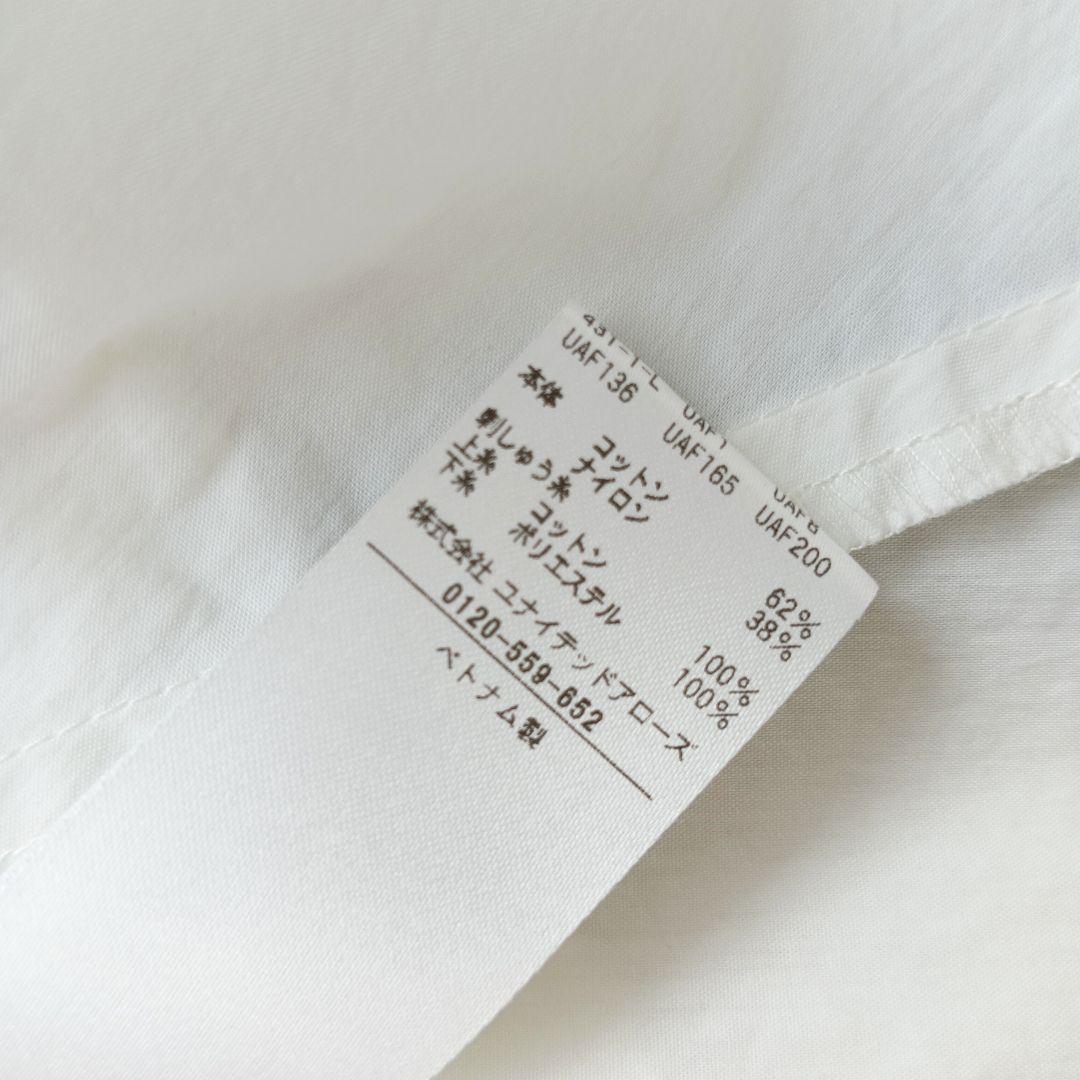 UAF136 UAF165 UAF200
本体 コットン 62%
ナイロン 38%
刺しゅう糸
上糸 コットン 100%
下糸 ポリエステル 100%
株式会社 ユナイテッドアローズ
0120-559-652
ベトナム製